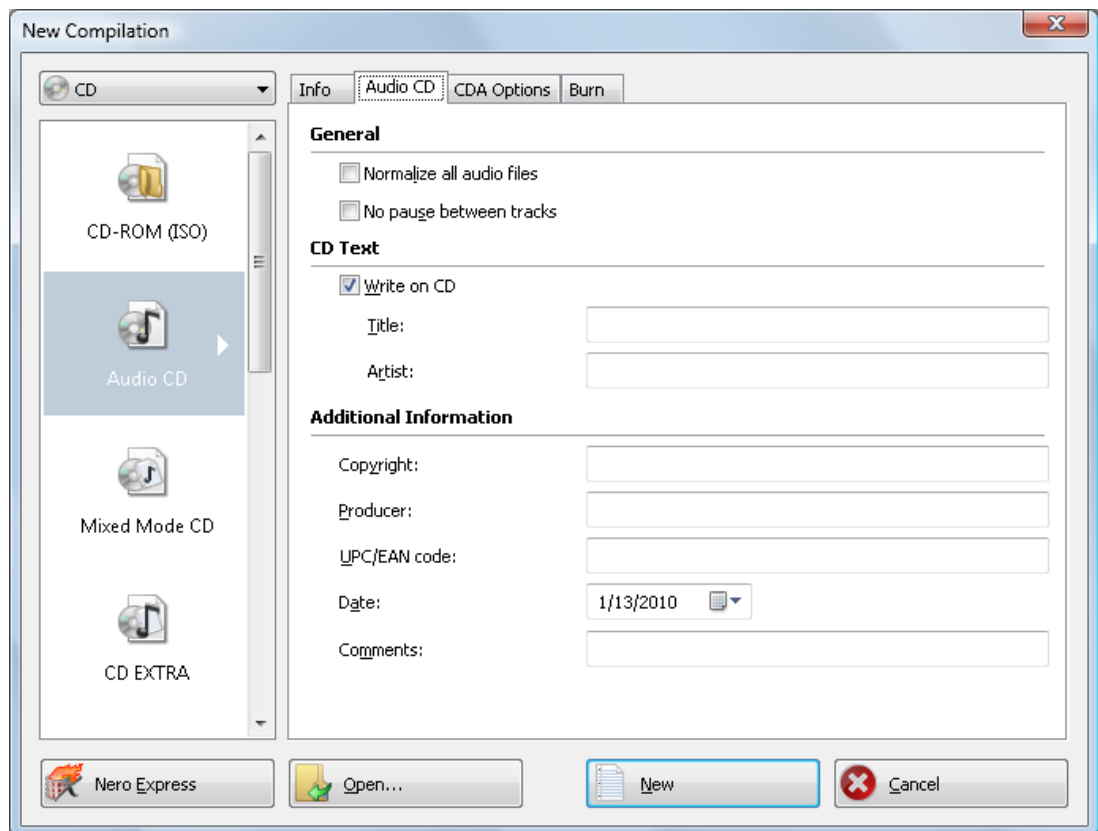 New Compilation
CD
CD-ROM (ISO)
Audio CD
Mixed Mode CD
CD EXTRA
Info Audio CD CDA Options Burn
General
Normalize all audio files
No pause between tracks
CD Text
Write on CD
Title:
Artist:
Additional Information
Copyright:
Producer:
UPC/EAN code:
Date: 1/13/2010
Comments:
Nero Express Open... New Cancel